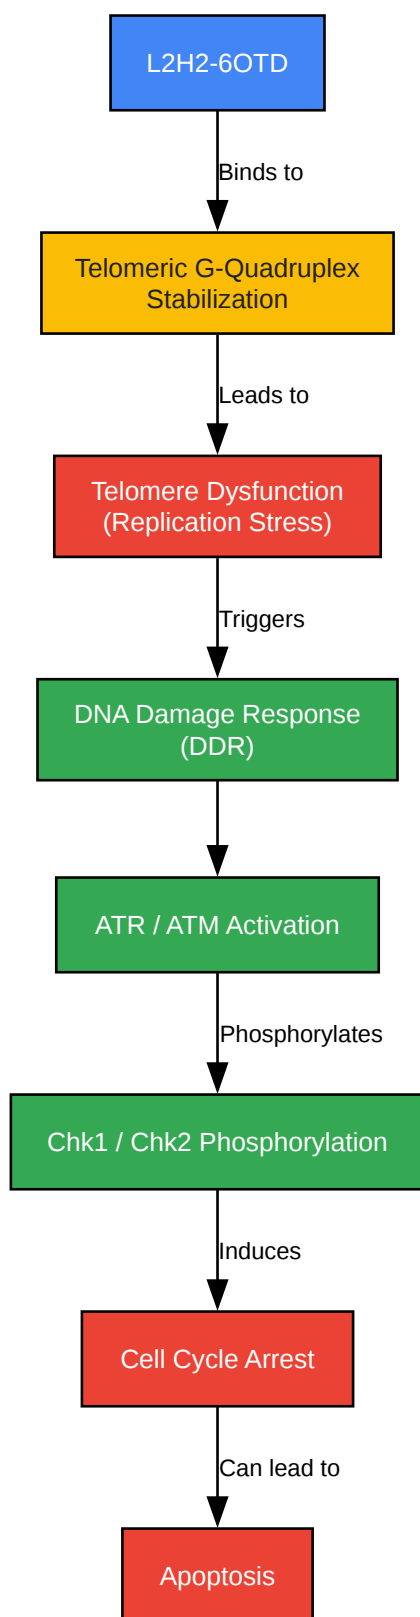 L2H2-6OTD
Binds to
Telomeric G-Quadruplex
Stabilization
Leads to
Telomere Dysfunction
(Replication Stress)
Triggers
DNA Damage Response
(DDR)
ATR / ATM Activation
Phosphorylates
Chk1 / Chk2 Phosphorylation
Induces
Cell Cycle Arrest
Can lead to
Apoptosis